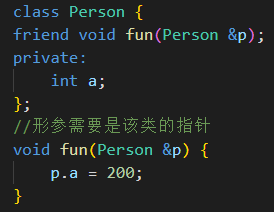 class Person {
friend void fun(Person &p);
private:
    int a;
};
//形参需要是该类的指针
void fun(Person &p) {
    p.a = 200;
}